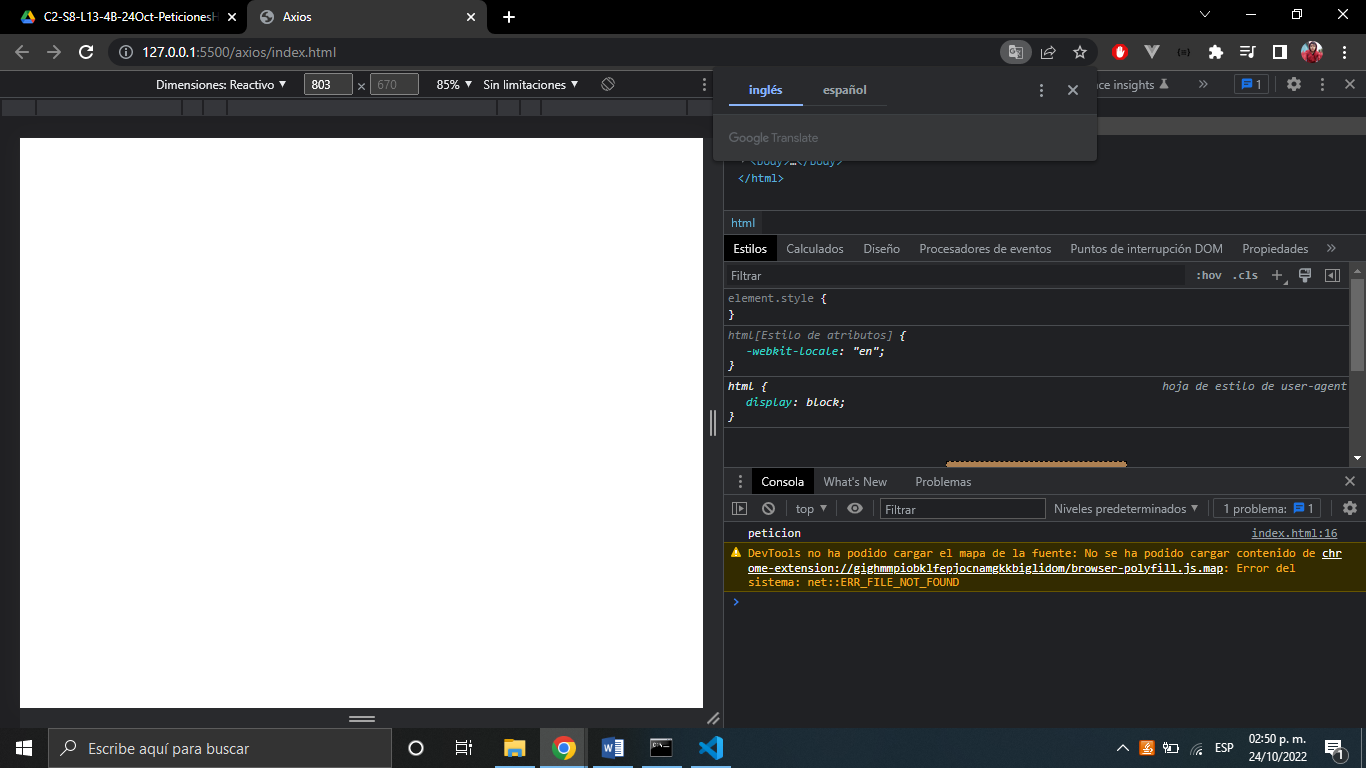 C2-S8-L13-4B-24Oct-PeticionesH
Axios
127.0.0.1:5500/axios/index.html
Dimensiones: Reactivo
803
×
670
85%
Sin limitaciones
inglés
español
Google Translate
nce insights
1
<body>…</body>
</html>
html
Estilos
Calculados
Diseño
Procesadores de eventos
Puntos de interrupción DOM
Propiedades
Filtrar
:hov
.cls
element.style {
}
html[Estilo de atributos] {
-webkit-locale: "en";
}
html {
hoja de estilo de user-agent
display: block;
}
Consola
What's New
Problemas
top
Filtrar
Niveles predeterminados
1 problema:
1
peticion
index.html:16
DevTools no ha podido cargar el mapa de la fuente: No se ha podido cargar contenido de chr
ome-extension://gighmmpiobklfepjocnamgkkbiglidom/browser-polyfill.js.map: Error del
sistema: net::ERR_FILE_NOT_FOUND
Escribe aquí para buscar
ESP
02:50 p. m.
24/10/2022
1